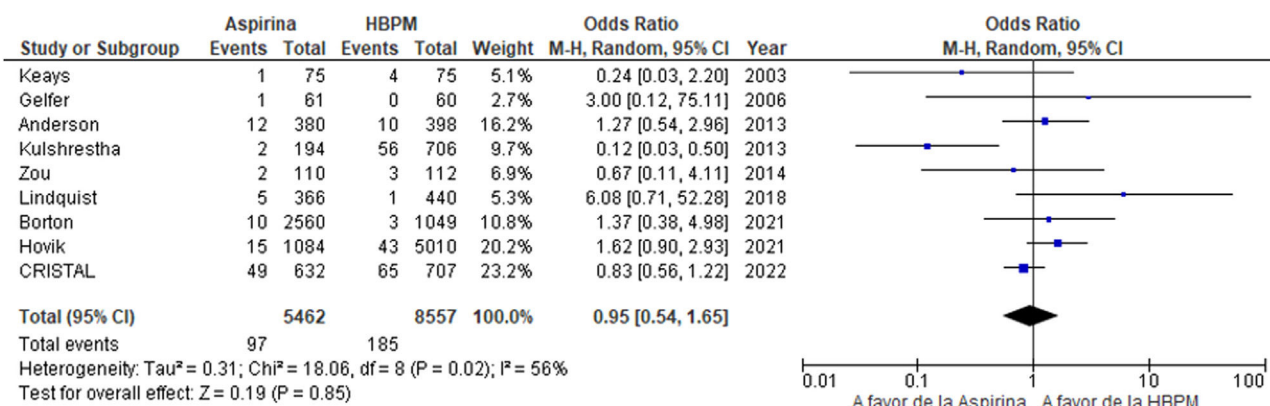 Aspirina HBPM Odds Ratio Odds Ratio
Study or Subgroup Events Total Events Total Weight M-H, Random, 95% CI Year M-H, Random, 95% CI
Keays 1 75 4 75 5.1% 0.24 [0.03, 2.20] 2003
Gelfer 1 61 0 60 2.7% 3.00 [0.12, 75.11] 2006
Anderson 12 380 10 398 16.2% 1.27 [0.54, 2.96] 2013
Kulshrestha 2 194 56 706 9.7% 0.12 [0.03, 0.50] 2013
Zou 2 110 3 112 6.9% 0.67 [0.11, 4.11] 2014
Lindquist 5 366 1 440 5.3% 6.08 [0.71, 52.28] 2018
Borton 10 2560 3 1049 10.8% 1.37 [0.38, 4.98] 2021
Hovik 15 1084 43 5010 20.2% 1.62 [0.90, 2.93] 2021
CRISTAL 49 632 65 707 23.2% 0.83 [0.56, 1.22] 2022
Total (95% CI) 5462 8557 100.0% 0.95 [0.54, 1.65]
Total events 97 185
Heterogeneity: Tau² = 0.31; Chi² = 18.06, df = 8 (P = 0.02); I² = 56%
Test for overall effect: Z = 0.19 (P = 0.85)
0.01 0.1 1 10 100
A favor de la Aspirina A favor de la HBPM